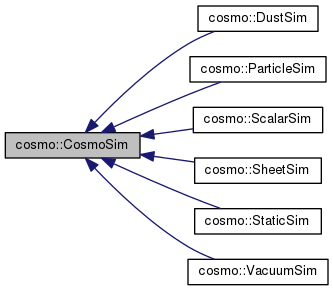 cosmo::DustSim
cosmo::ParticleSim
cosmo::ScalarSim
cosmo::CosmoSim
cosmo::SheetSim
cosmo::StaticSim
cosmo::VacuumSim